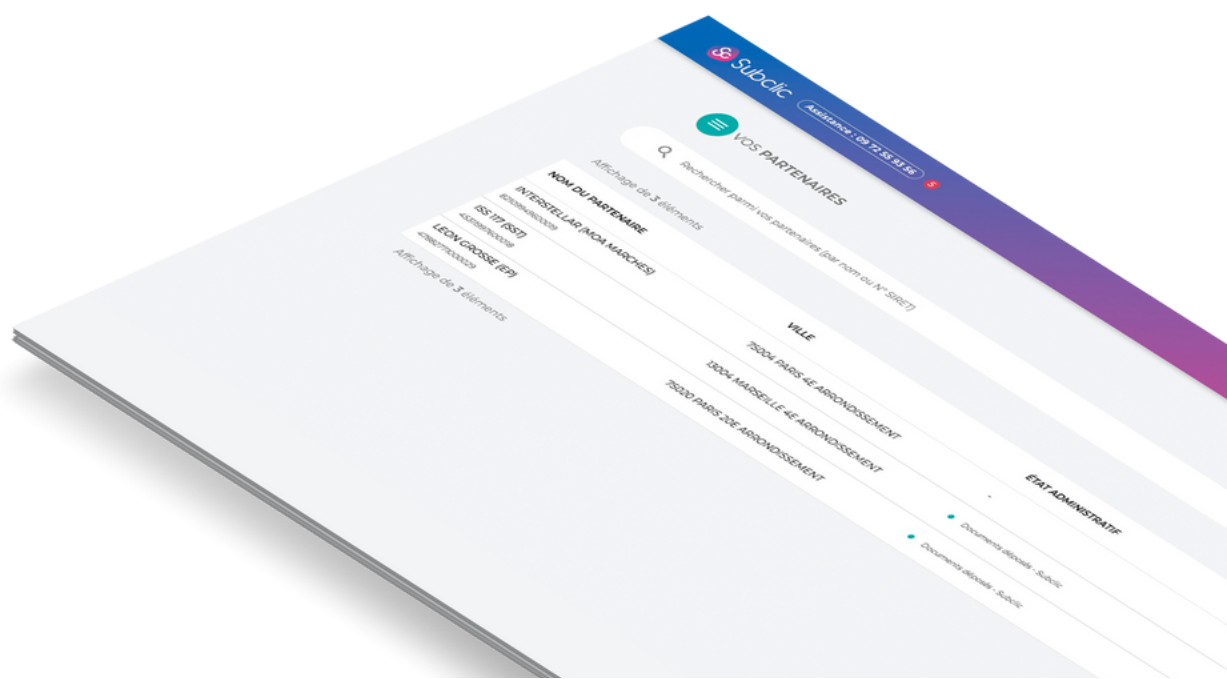 Subclic
Assistance : 09 72 55 93 56
5
VOS PARTENAIRES
Rechercher parmi vos partenaires (par nom ou N° SIRET)
Affichage de 3 éléments
NOM DU PARTENAIRE VILLE ÉTAT ADMINISTRATIF
INTERSTELLAR (MOA MARCHES) 75004 PARIS 4E ARRONDISSEMENT -
ISS 117 (SST) 13004 MARSEILLE 4E ARRONDISSEMENT Documents déposés - Subclic
LEON GROSSE (EP) 75020 PARIS 20E ARRONDISSEMENT Documents déposés - Subclic
Affichage de 3 éléments